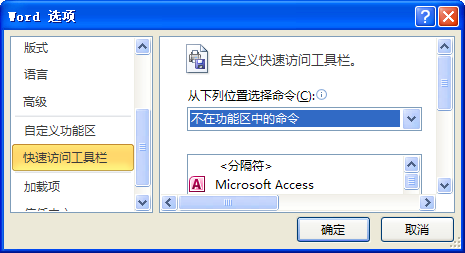 Word 选项
版式
语言
高级
自定义功能区
快速访问工具栏
加载项
自定义快速访问工具栏。
从下列位置选择命令(C):
不在功能区中的命令
<分隔符>
Microsoft Access
确定
取消